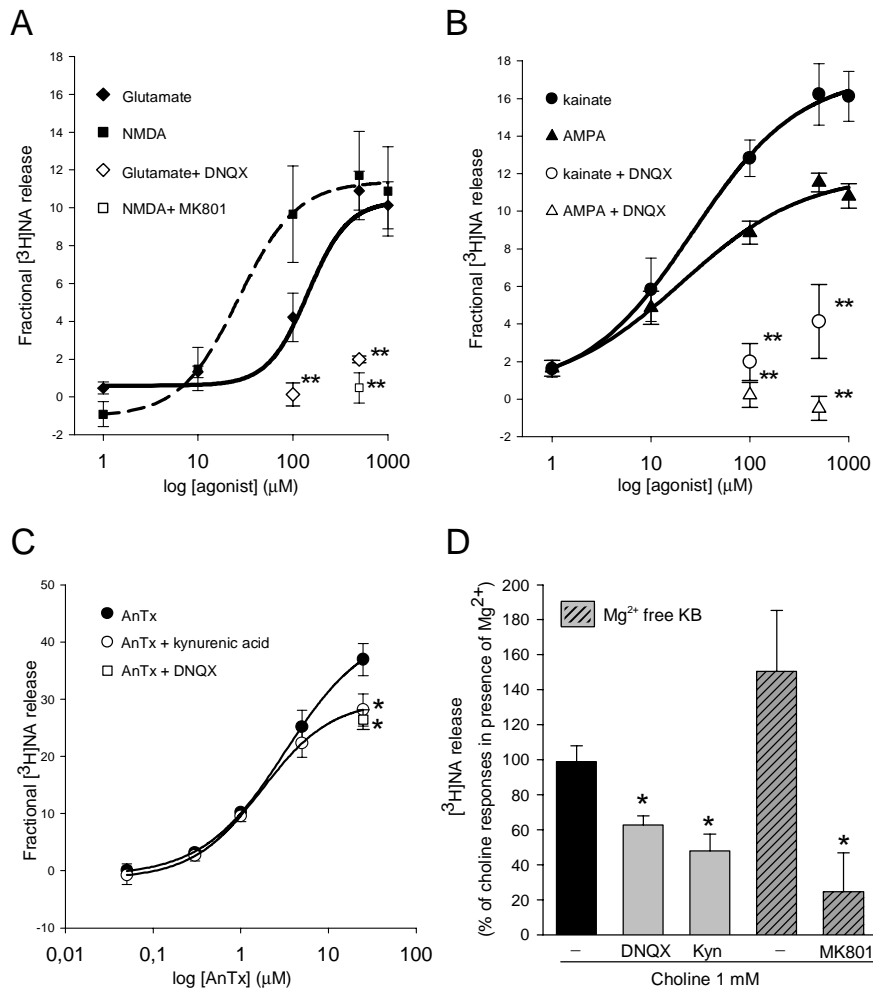 A
18
16
14
12
10
8
6
4
2
0
-2
Fractional [³H]NA release
Glutamate
NMDA
Glutamate+ DNQX
NMDA+ MK801
**
**
**
1 10 100 1000
log [agonist] (μM)
B
18
16
14
12
10
8
6
4
2
0
-2
Fractional [³H]NA release
kainate
AMPA
kainate + DNQX
AMPA + DNQX
**
**
**
**
1 10 100 1000
log [agonist] (μM)
C
50
40
30
20
10
0
-10
Fractional [³H]NA release
AnTx
AnTx + kynurenic acid
AnTx + DNQX
*
*
0,01 0,1 1 10 100
log [AnTx] (μM)
D
200
180
160
140
120
100
80
60
40
20
0
[³H]NA release
(% of choline responses in presence of Mg²⁺)
Mg²⁺ free KB
*
*
*
– DNQX Kyn – MK801
Choline 1 mM